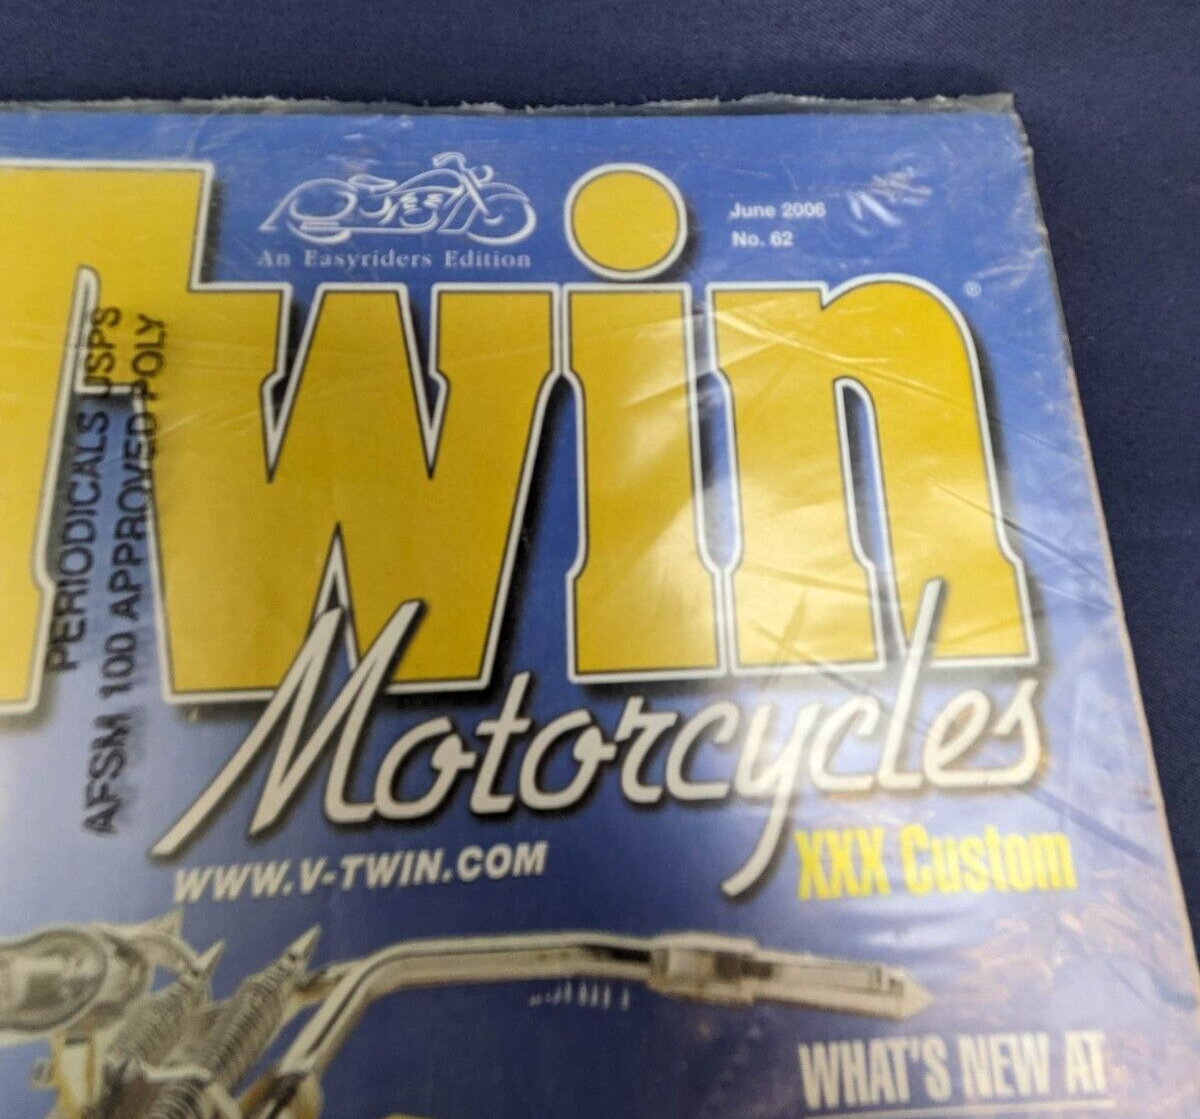 An Easyriders Edition
June 2006
No. 62
Twin
®
Motorcycles
PERIODICALS USPS
AFSM 100 APPROVED POLY
WWW.V-TWIN.COM
XXX Custom
WHAT'S NEW AT